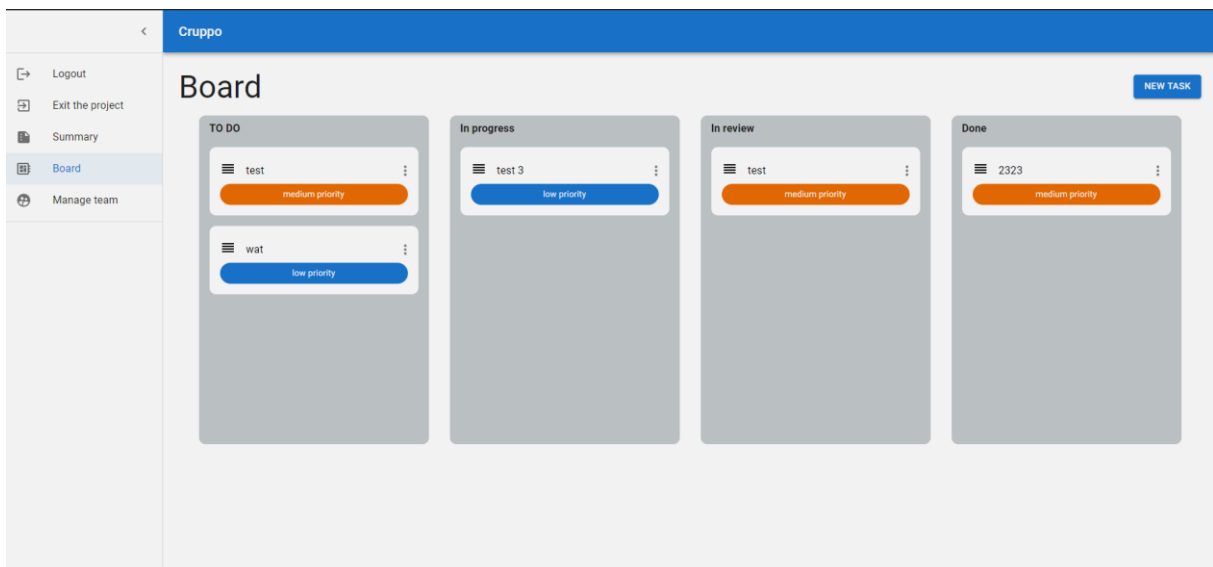 Cruppo
Logout
Exit the project
Summary
Board
Manage team
Board
NEW TASK
TO DO
test
medium priority
wat
low priority
In progress
test 3
low priority
In review
test
medium priority
Done
2323
medium priority